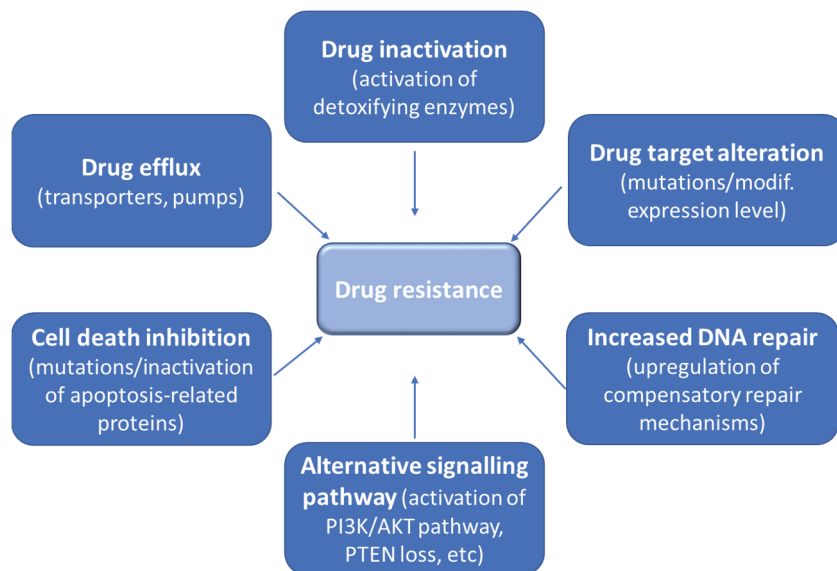 Drug inactivation
(activation of
detoxifying enzymes)
Drug efflux
(transporters, pumps)
Drug target alteration
(mutations/modif.
expression level)
Drug resistance
Cell death inhibition
(mutations/inactivation
of apoptosis-related
proteins)
Increased DNA repair
(upregulation of
compensatory repair
mechanisms)
Alternative signalling
pathway (activation of
PI3K/AKT pathway,
PTEN loss, etc)